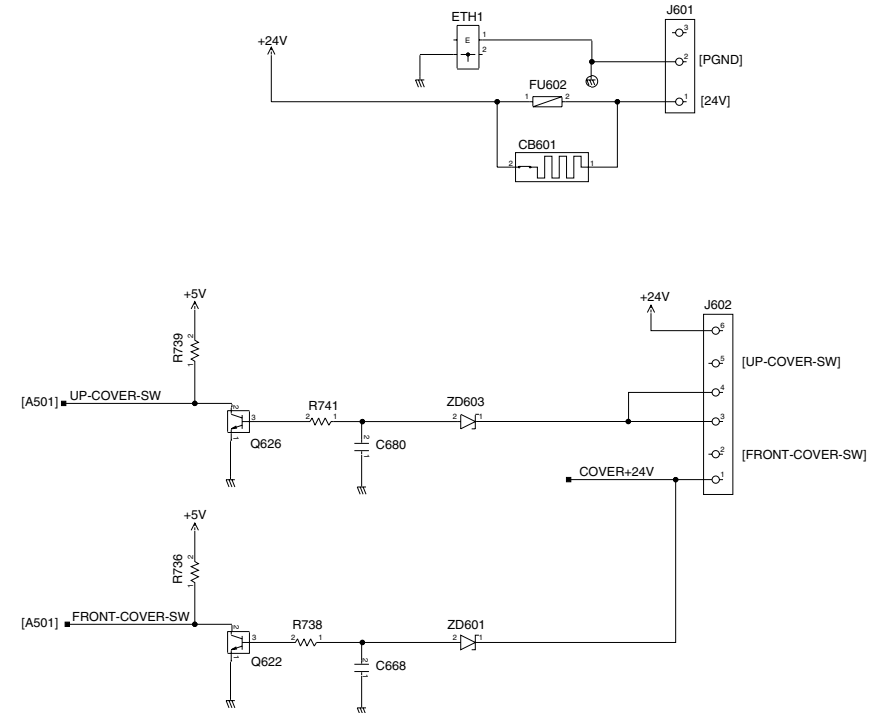 J601
ETH1
3
+24V
E
1
2
2
[PGND]
FU602
1
2
1
[24V]
CB601
2
1
+5V
+24V
J602
6
R739
2
1
5
[UP-COVER-SW]
4
[A501]
UP-COVER-SW
2
3
1
Q626
R741
2
1
ZD603
2
1
3
2
1
C680
2
[FRONT-COVER-SW]
COVER+24V
1
+5V
R736
2
1
[A501]
FRONT-COVER-SW
2
3
1
Q622
R738
2
1
ZD601
2
1
2
1
C668